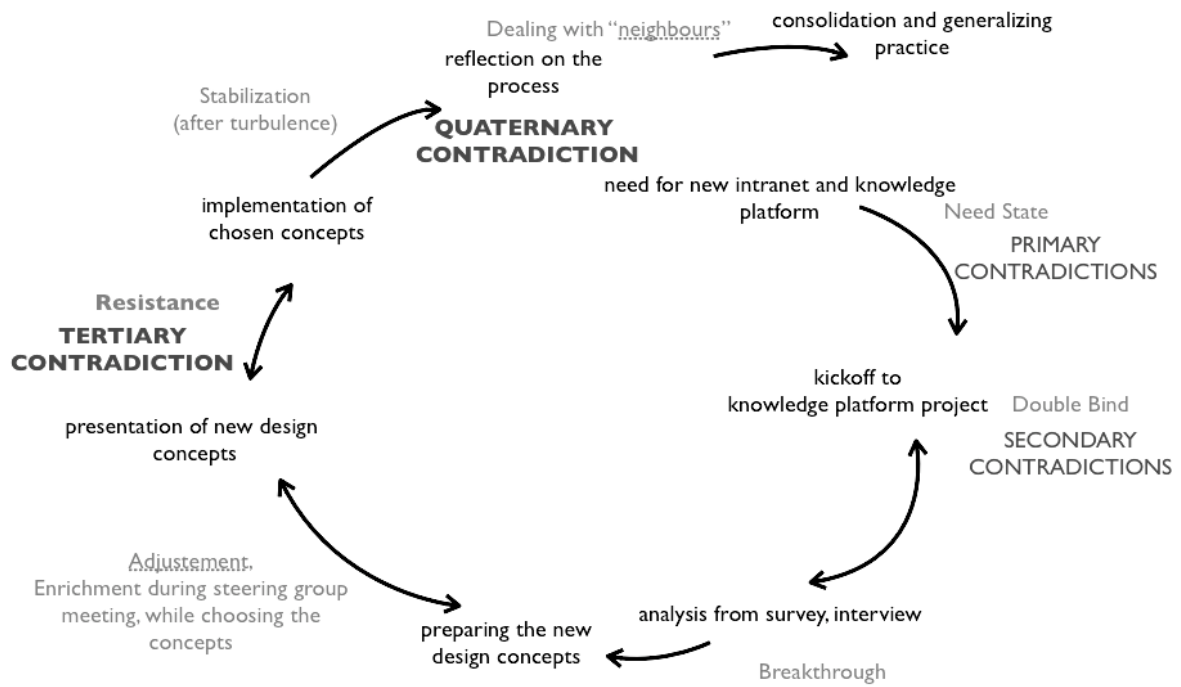 Dealing with “neighbours”
reflection on the
process
QUATERNARY
CONTRADICTION
consolidation and generalizing
practice
need for new intranet and knowledge
platform
Need State
PRIMARY
CONTRADICTIONS
kickoff to
knowledge platform project
Double Bind
SECONDARY
CONTRADICTIONS
analysis from survey, interview
Breakthrough
preparing the new
design concepts
Adjustement,
Enrichment during steering group
meeting, while choosing the
concepts
presentation of new design
concepts
Resistance
TERTIARY
CONTRADICTION
implementation of
chosen concepts
Stabilization
(after turbulence)